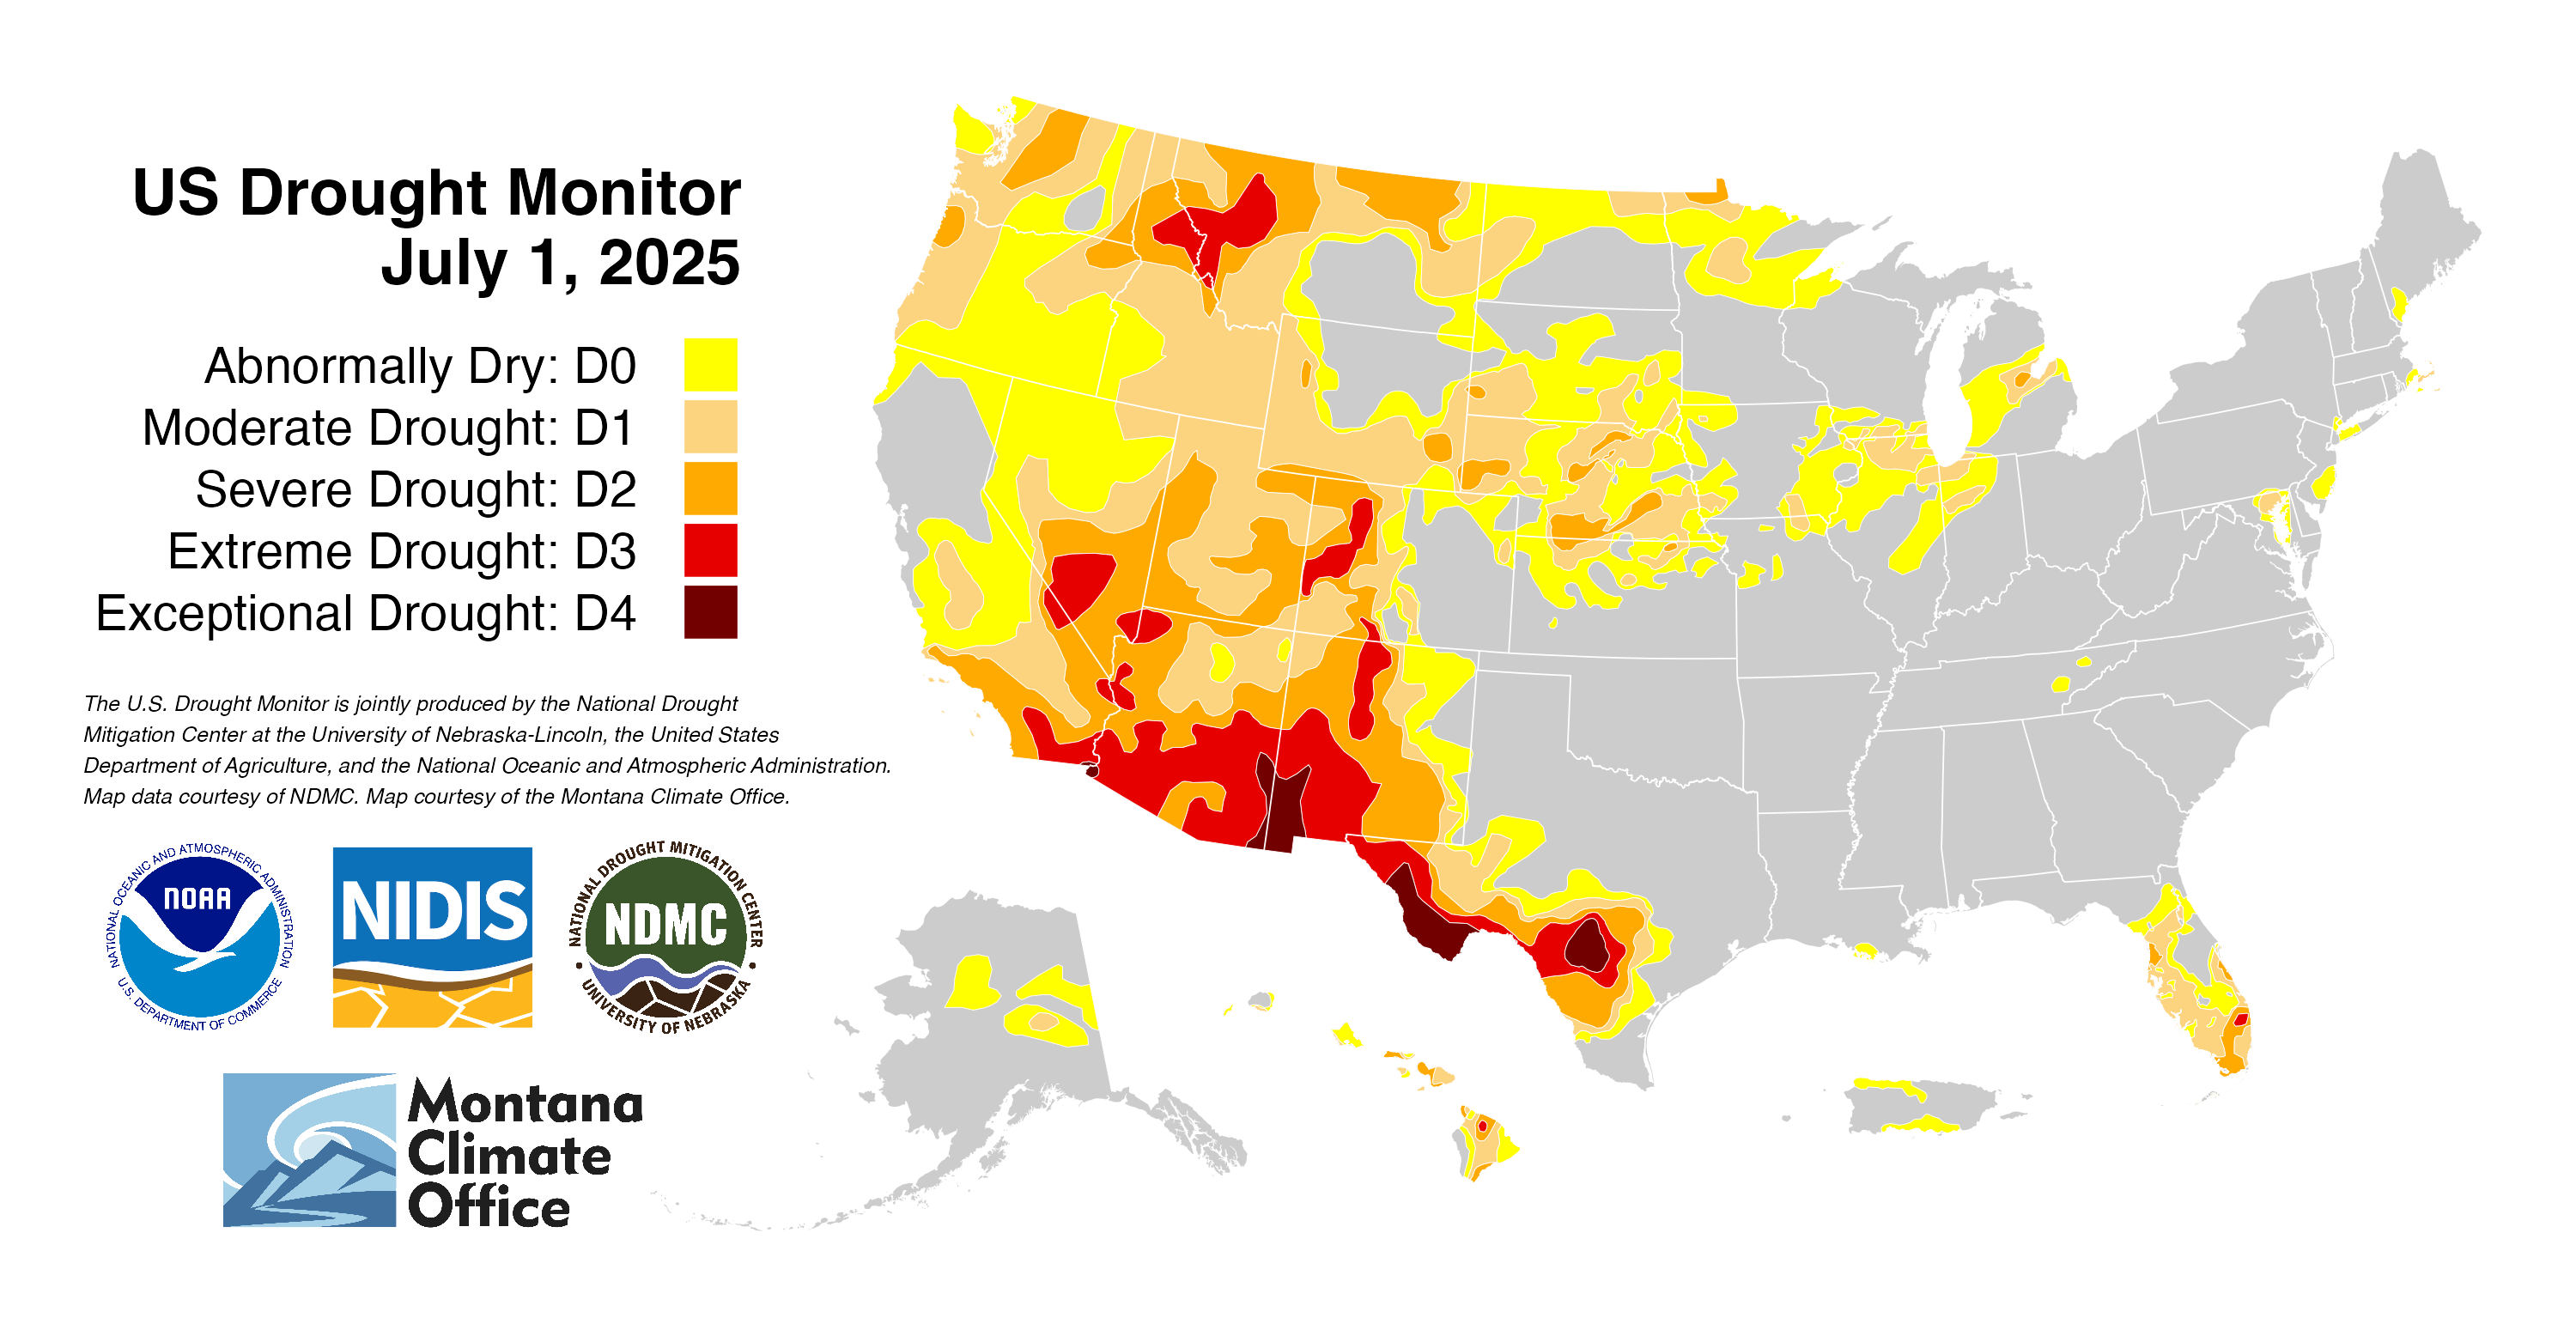 US Drought Monitor
July 1, 2025
Abnormally Dry: D0
Moderate Drought: D1
Severe Drought: D2
Extreme Drought: D3
Exceptional Drought: D4
The U.S. Drought Monitor is jointly produced by the National Drought
Mitigation Center at the University of Nebraska-Lincoln, the United States
Department of Agriculture, and the National Oceanic and Atmospheric Administration.
Map data courtesy of NDMC. Map courtesy of the Montana Climate Office.
NATIONAL OCEANIC AND ATMOSPHERIC ADMINISTRATION
NOAA
U.S. DEPARTMENT OF COMMERCE
NIDIS
NATIONAL DROUGHT MITIGATION CENTER
NDMC
UNIVERSITY OF NEBRASKA
Montana
Climate
Office